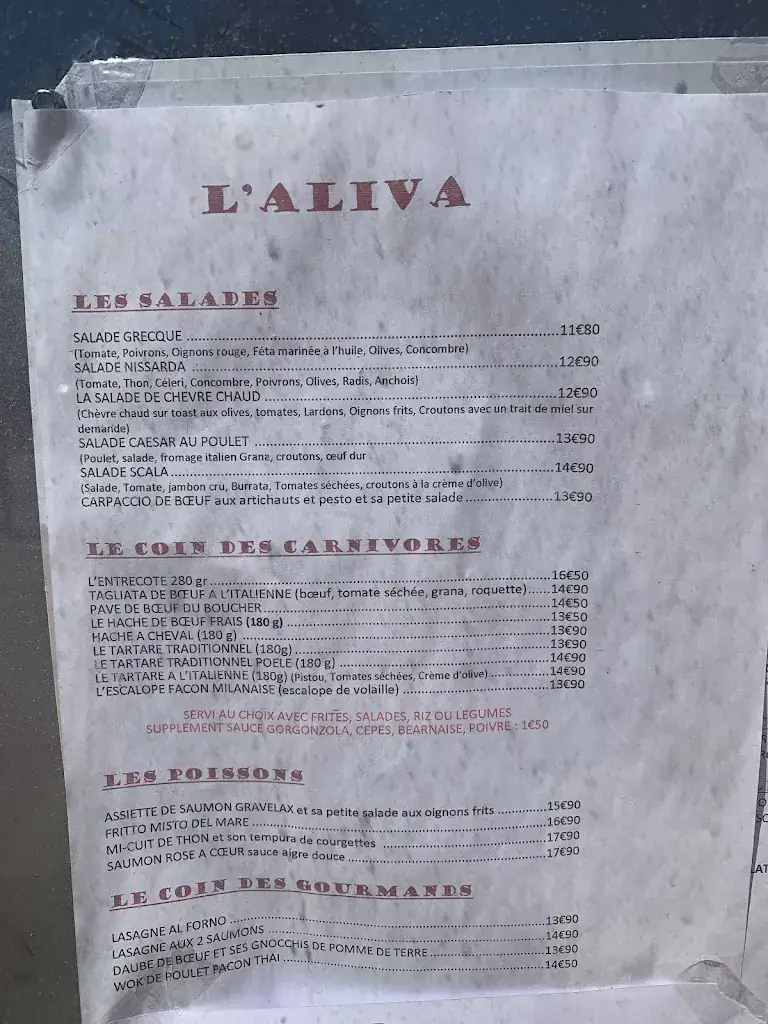 L'ALIVA
LES SALADES
SALADE GRECQUE ..... 11€80
(Tomate, Poivrons, Oignons rouge, Féta marinée à l'huile, Olives, Concombre)
SALADE NISSARDA ..... 12€90
(Tomate, Thon, Céleri, Concombre, Poivrons, Olives, Radis, Anchois)
LA SALADE DE CHEVRE CHAUD ..... 12€90
(Chèvre chaud sur toast aux olives, tomates, Lardons, Oignons frits, Croutons avec un trait de miel sur
demande)
SALADE CAESAR AU POULET ..... 13€90
(Poulet, salade, fromage italien Grana, croutons, œuf dur
SALADE SCALA ..... 14€90
(Salade, Tomate, jambon cru, Burrata, Tomates séchées, croutons à la crème d'olive)
CARPACCIO DE BŒUF aux artichauts et pesto et sa petite salade ..... 13€90
LE COIN DES CARNIVORES
L'ENTRECOTE 280 gr ..... 16€50
TAGLIATA DE BŒUF A L'ITALIENNE (bœuf, tomate séchée, grana, roquette) ..... 14€90
PAVE DE BŒUF DU BOUCHER ..... 14€50
LE HACHE DE BŒUF FRAIS (180 g) ..... 13€50
HACHE A CHEVAL (180 g) ..... 13€90
LE TARTARE TRADITIONNEL (180g) ..... 13€90
LE TARTARE TRADITIONNEL POELE (180 g) ..... 14€90
LE TARTARE A L'ITALIENNE (180g) (Pistou, Tomates séchées, Crème d'olive) ..... 14€90
L'ESCALOPE FACON MILANAISE (escalope de volaille) ..... 13€90
SERVI AU CHOIX AVEC FRITES, SALADES, RIZ OU LEGUMES
SUPPLEMENT SAUCE GORGONZOLA, CEPES, BEARNAISE, POIVRE : 1€50
LES POISSONS
ASSIETTE DE SAUMON GRAVELAX et sa petite salade aux oignons frits ..... 15€90
FRITTO MISTO DEL MARE ..... 16€90
MI-CUIT DE THON et son tempura de courgettes ..... 17€90
SAUMON ROSE A CŒUR sauce aigre douce ..... 17€90
LE COIN DES GOURMANDS
LASAGNE AL FORNO ..... 13€90
LASAGNE AUX 2 SAUMONS ..... 14€90
DAUBE DE BŒUF ET SES GNOCCHIS DE POMME DE TERRE ..... 13€90
WOK DE POULET FACON THAI ..... 14€50